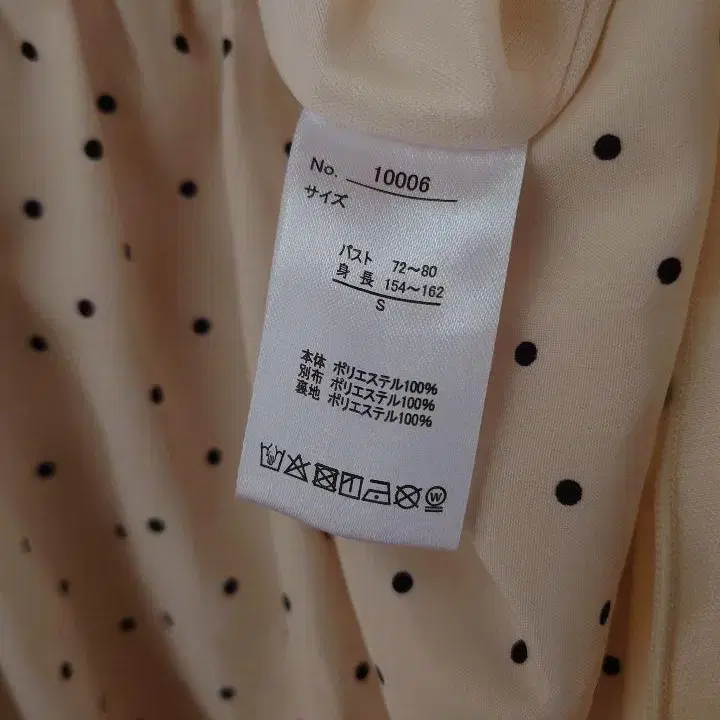 No. 10006
サイズ
バスト 72～80
身長 154～162
S
本体 ポリエステル100%
別布 ポリエステル100%
裏地 ポリエステル100%
W